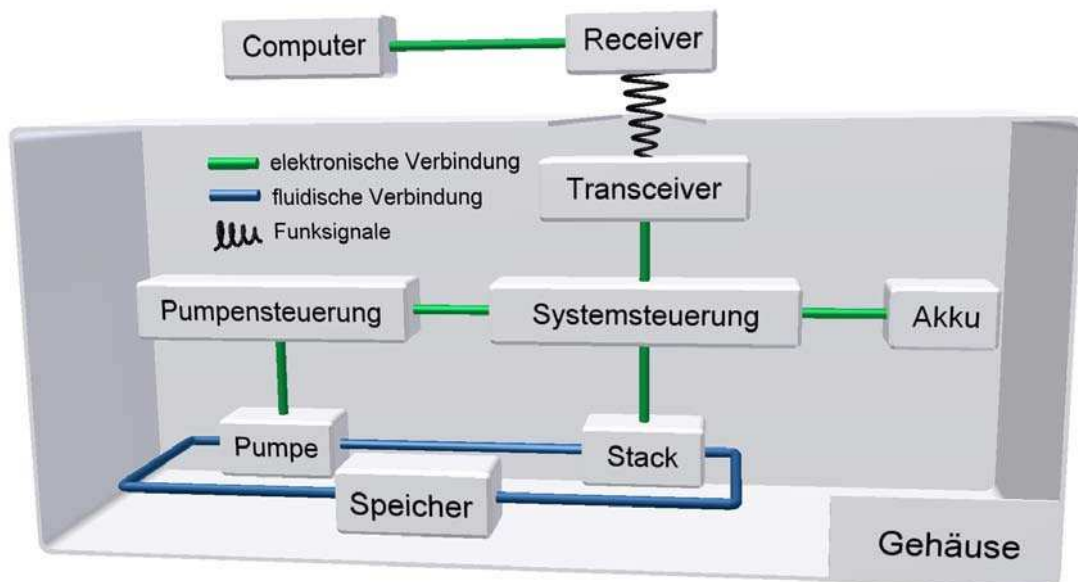 Computer
Receiver
elektronische Verbindung
fluidische Verbindung
Funksignale
Transceiver
Pumpensteuerung
Systemsteuerung
Akku
Pumpe
Stack
Speicher
Gehäuse